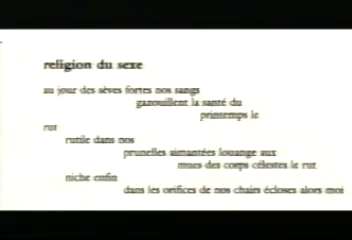 religion du sexe
au jour des sèves fortes nos sangs
gazouillent la santé du
printemps le
rut
rutile dans nos
prunelles aimantées louange aux
mues des corps célestes le rut
niche enfin
dans les orifices de nos chairs écloses alors moi